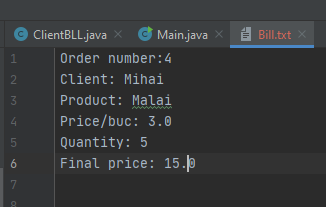 ClientBLL.java
Main.java
Bill.txt
1 Order number:4
2 Client: Mihai
3 Product: Malai
4 Price/buc: 3.0
5 Quantity: 5
6 Final price: 15.0
7